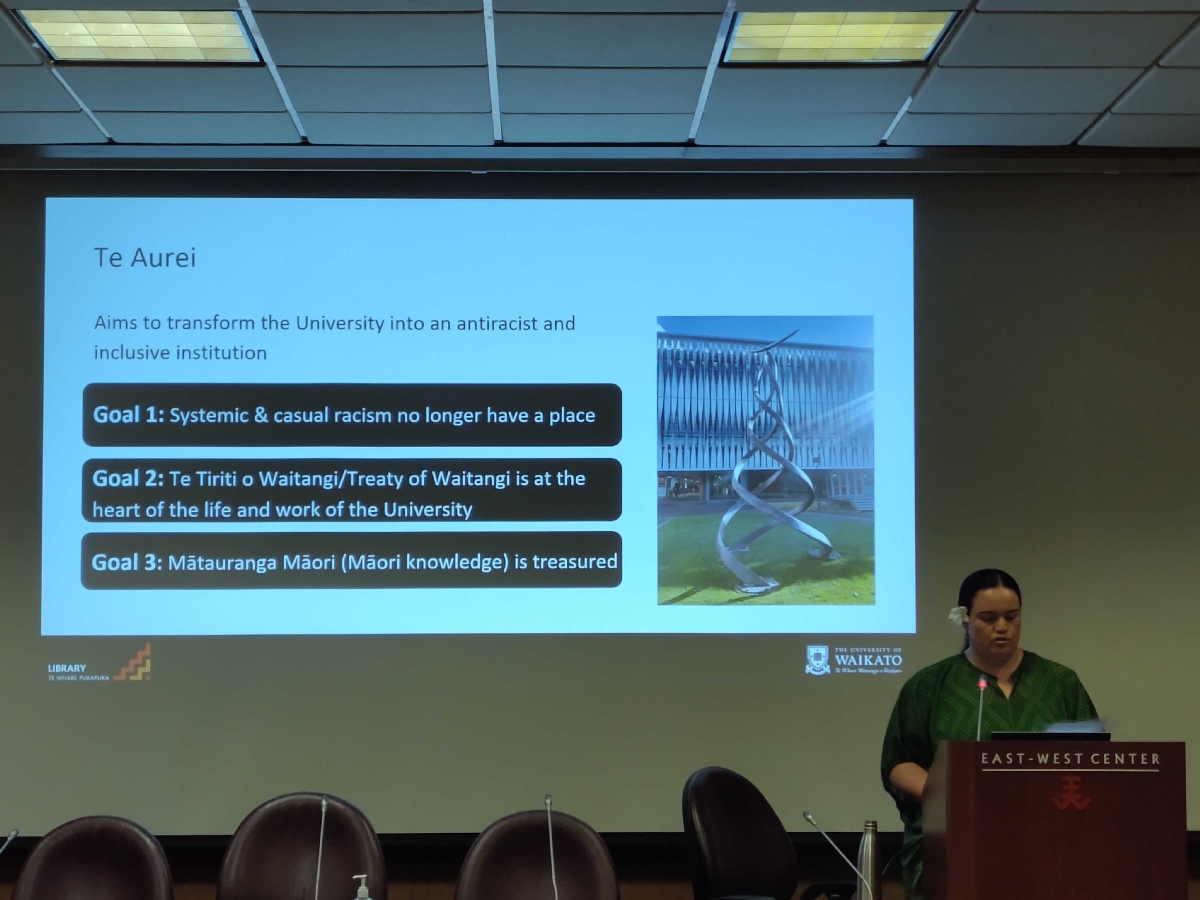 Te Aurei
Aims to transform the University into an antiracist and
inclusive institution
Goal 1: Systemic & casual racism no longer have a place
Goal 2: Te Tiriti o Waitangi/Treaty of Waitangi is at the
heart of the life and work of the University
Goal 3: Mātauranga Māori (Māori knowledge) is treasured
LIBRARY
TE WHARE PUKAPUKA
THE UNIVERSITY OF
WAIKATO
Te Whare Wānanga o Waikato
EAST-WEST CENTER